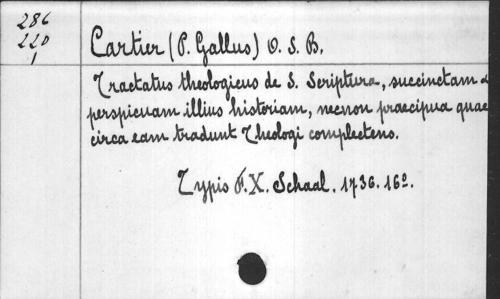 286
220
1
Cartier (P. Gallus) O. S. B.
Tractatus theologicus de S. Scriptura, succinctam
perspicuam illius historiam, necnon praecipua quae
circa eam tradunt Theologi complectens.
Typis F. X. Schaal. 1736. 16º.